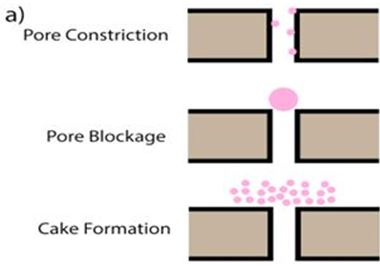 a)
Pore Constriction
Pore Blockage
Cake Formation